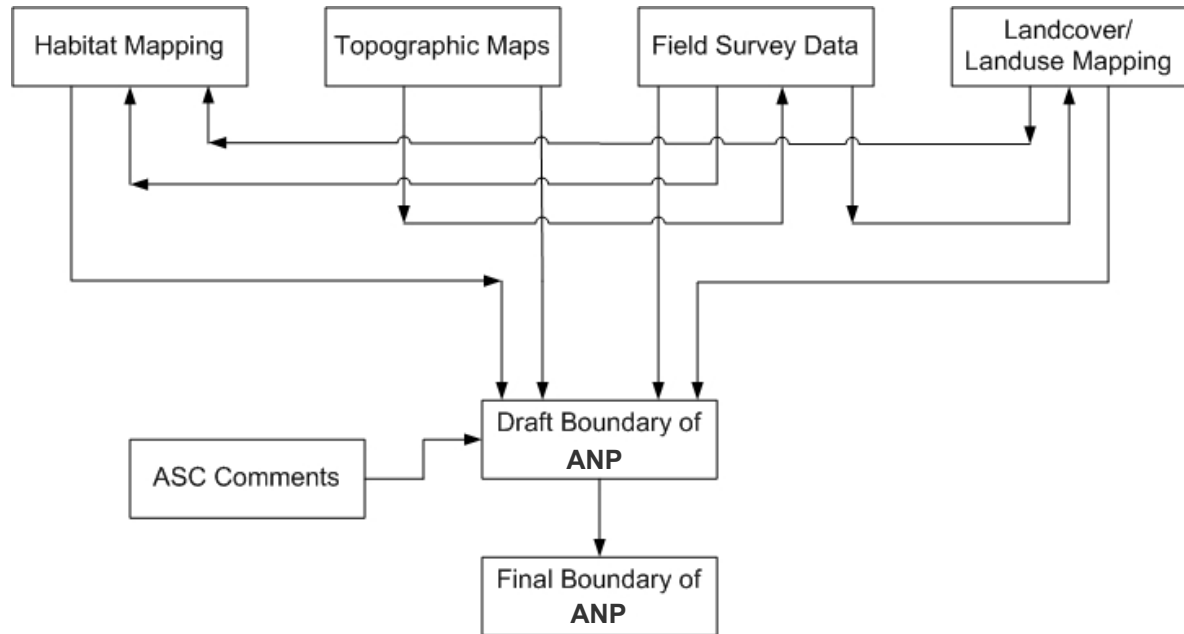 Habitat Mapping
Topographic Maps
Field Survey Data
Landcover/
Landuse Mapping
Draft Boundary of
ANP
ASC Comments
Final Boundary of
ANP